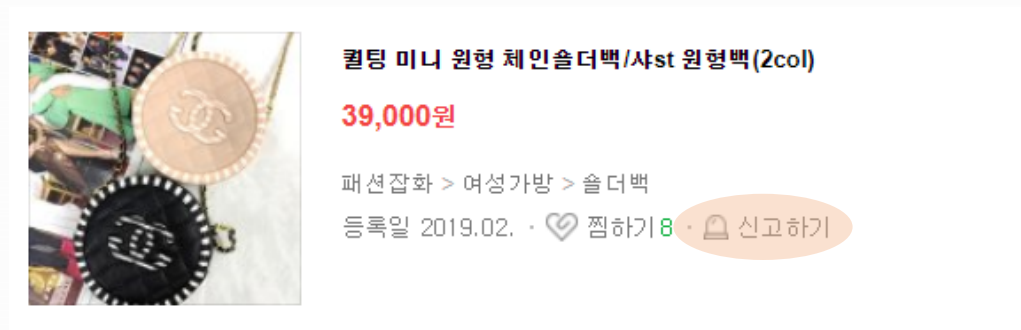 퀼팅 미니 원형 체인숄더백/샤st 원형백(2col)
39,000원
패션잡화 > 여성가방 > 숄더백
등록일 2019.02. · 찜하기 8 · 신고하기